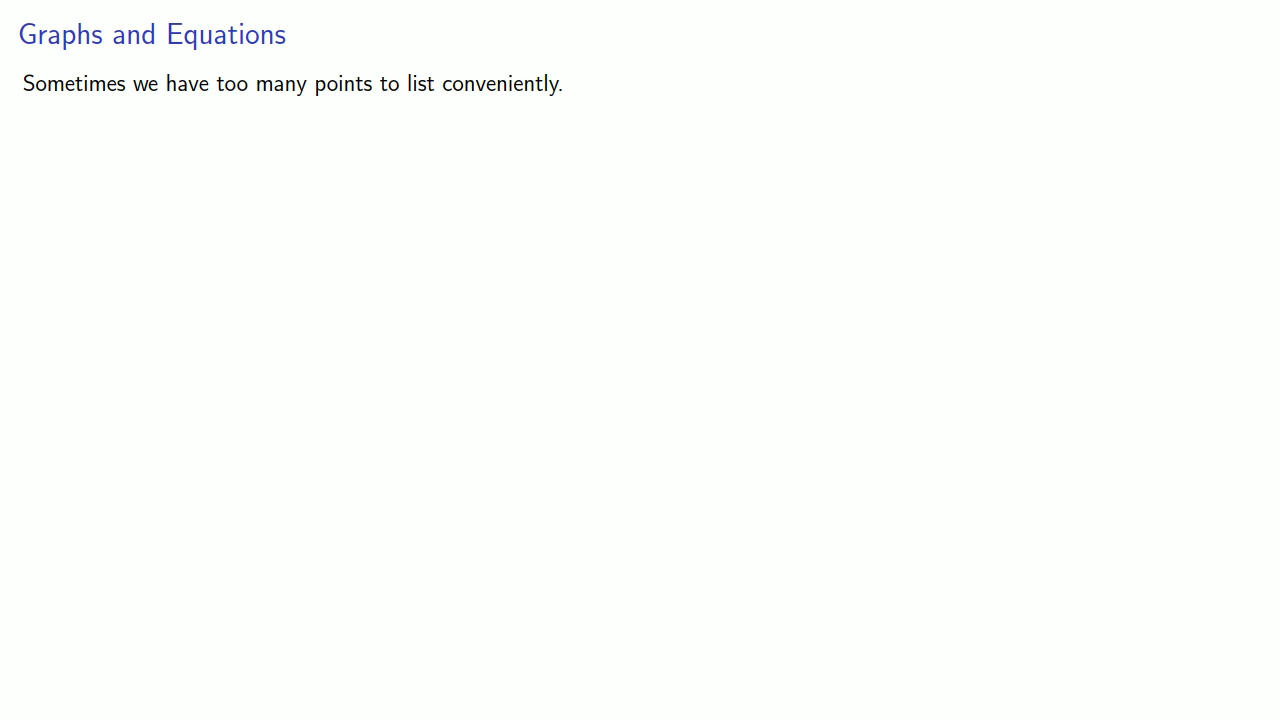 Graphs and Equations
Sometimes we have too many points to list conveniently.